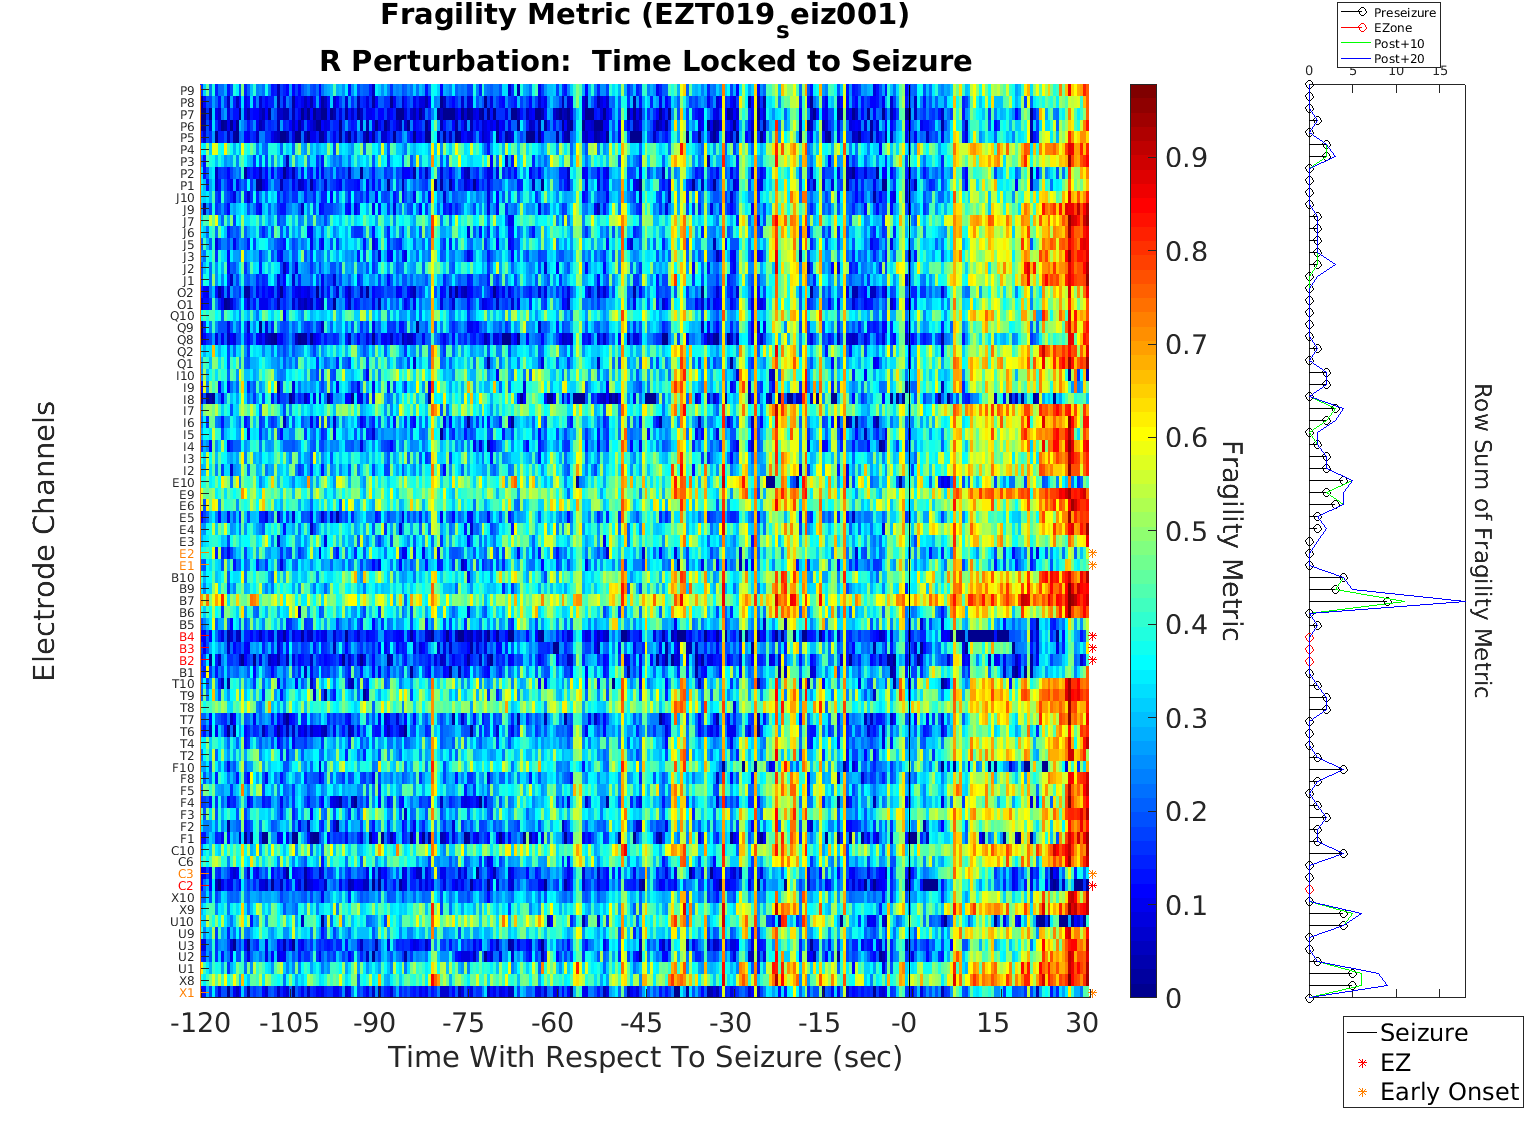 Fragility Metric (EZT019seiz001)
R Perturbation:  Time Locked to Seizure
Preseizure
EZone
Post+10
Post+20
0 5 10 15
Electrode Channels
P9
P8
P7
P6
P5
P4
P3
P2
P1
J10
J9
J7
J6
J5
J3
J2
J1
O2
O1
Q10
Q9
Q8
Q2
Q1
I10
I9
I8
I7
I6
I5
I4
I3
I2
E10
E9
E6
E5
E4
E3
E2
E1
B10
B9
B7
B6
B5
B4
B3
B2
B1
T10
T9
T8
T7
T6
T4
T2
F10
F8
F5
F4
F3
F2
F1
C10
C6
C3
C2
X10
X9
U10
U9
U3
U2
U1
X8
X1
-120 -105 -90 -75 -60 -45 -30 -15 -0 15 30
Time With Respect To Seizure (sec)
0.9
0.8
0.7
0.6
0.5
0.4
0.3
0.2
0.1
0
Fragility Metric
Row Sum of Fragility Metric
Seizure
EZ
Early Onset